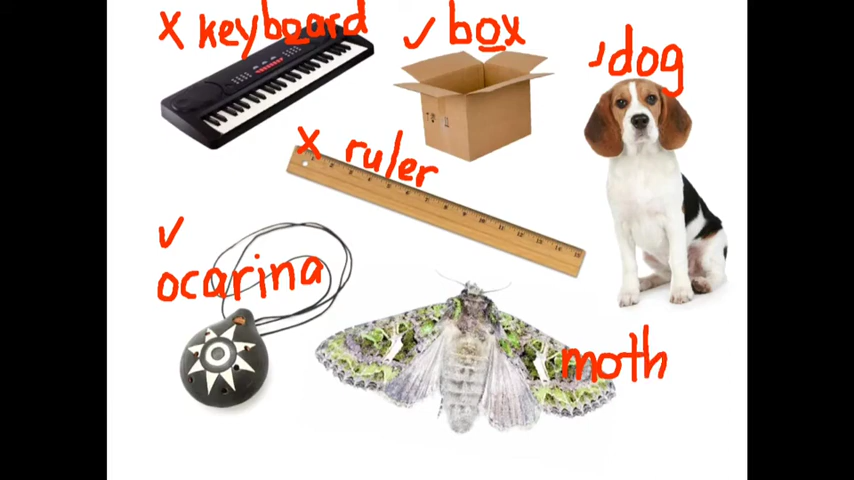 x keyboard
✓ box
dog
x ruler
✓
ocarina
moth